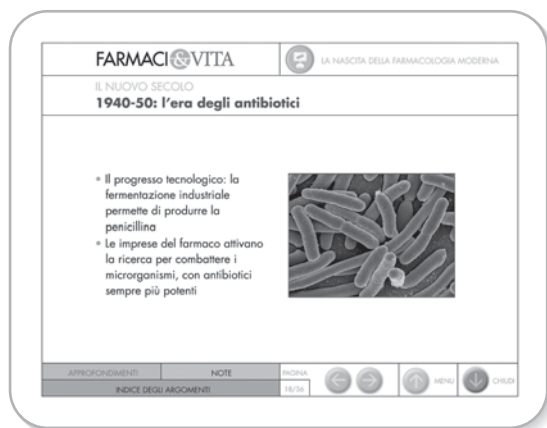 FARMACI&VITA
LA NASCITA DELLA FARMACOLOGIA MODERNA
IL NUOVO SECOLO
1940-50: l'era degli antibiotici
• Il progresso tecnologico: la
fermentazione industriale
permette di produrre la
penicillina
• Le imprese del farmaco attivano
la ricerca per combattere i
microrganismi, con antibiotici
sempre più potenti
APPROFONDIMENTI
NOTE
PAGINA
INDICE DEGLI ARGOMENTI
18/36
MENU
CHIUDI